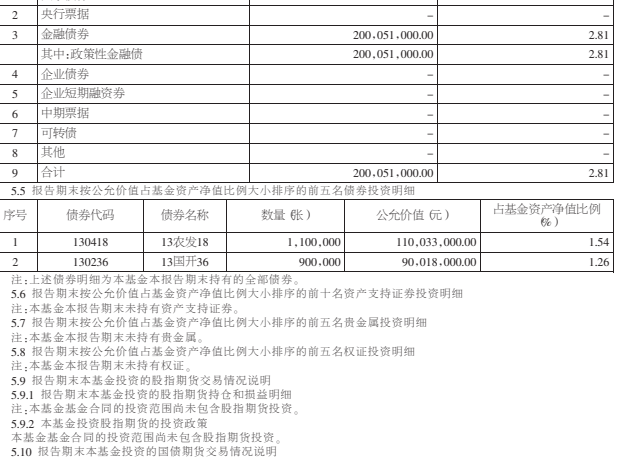 2 央行票据 – –
3 金融债券 200,051,000.00 2.81
其中:政策性金融债 200,051,000.00 2.81
4 企业债券 – –
5 企业短期融资券 – –
6 中期票据 – –
7 可转债 – –
8 其他 – –
9 合计 200,051,000.00 2.81
5.5 报告期末按公允价值占基金资产净值比例大小排序的前五名债券投资明细
序号 债券代码 债券名称 数量(张) 公允价值(元) 占基金资产净值比例(%)
1 130418 13农发18 1,100,000 110,033,000.00 1.54
2 130236 13国开36 900,000 90,018,000.00 1.26
注:上述债券明细为本基金本报告期末持有的全部债券。
5.6 报告期末按公允价值占基金资产净值比例大小排序的前十名资产支持证券投资明细
注:本基金本报告期末未持有资产支持证券。
5.7 报告期末按公允价值占基金资产净值比例大小排序的前五名贵金属投资明细
注:本基金本报告期末未持有贵金属。
5.8 报告期末按公允价值占基金资产净值比例大小排序的前五名权证投资明细
注:本基金本报告期末未持有权证。
5.9 报告期末本基金投资的股指期货交易情况说明
5.9.1 报告期末本基金投资的股指期货持仓和损益明细
注:本基金基金合同的投资范围尚未包含股指期货投资。
5.9.2 本基金投资股指期货的投资政策
本基金基金合同的投资范围尚未包含股指期货投资。
5.10 报告期末本基金投资的国债期货交易情况说明